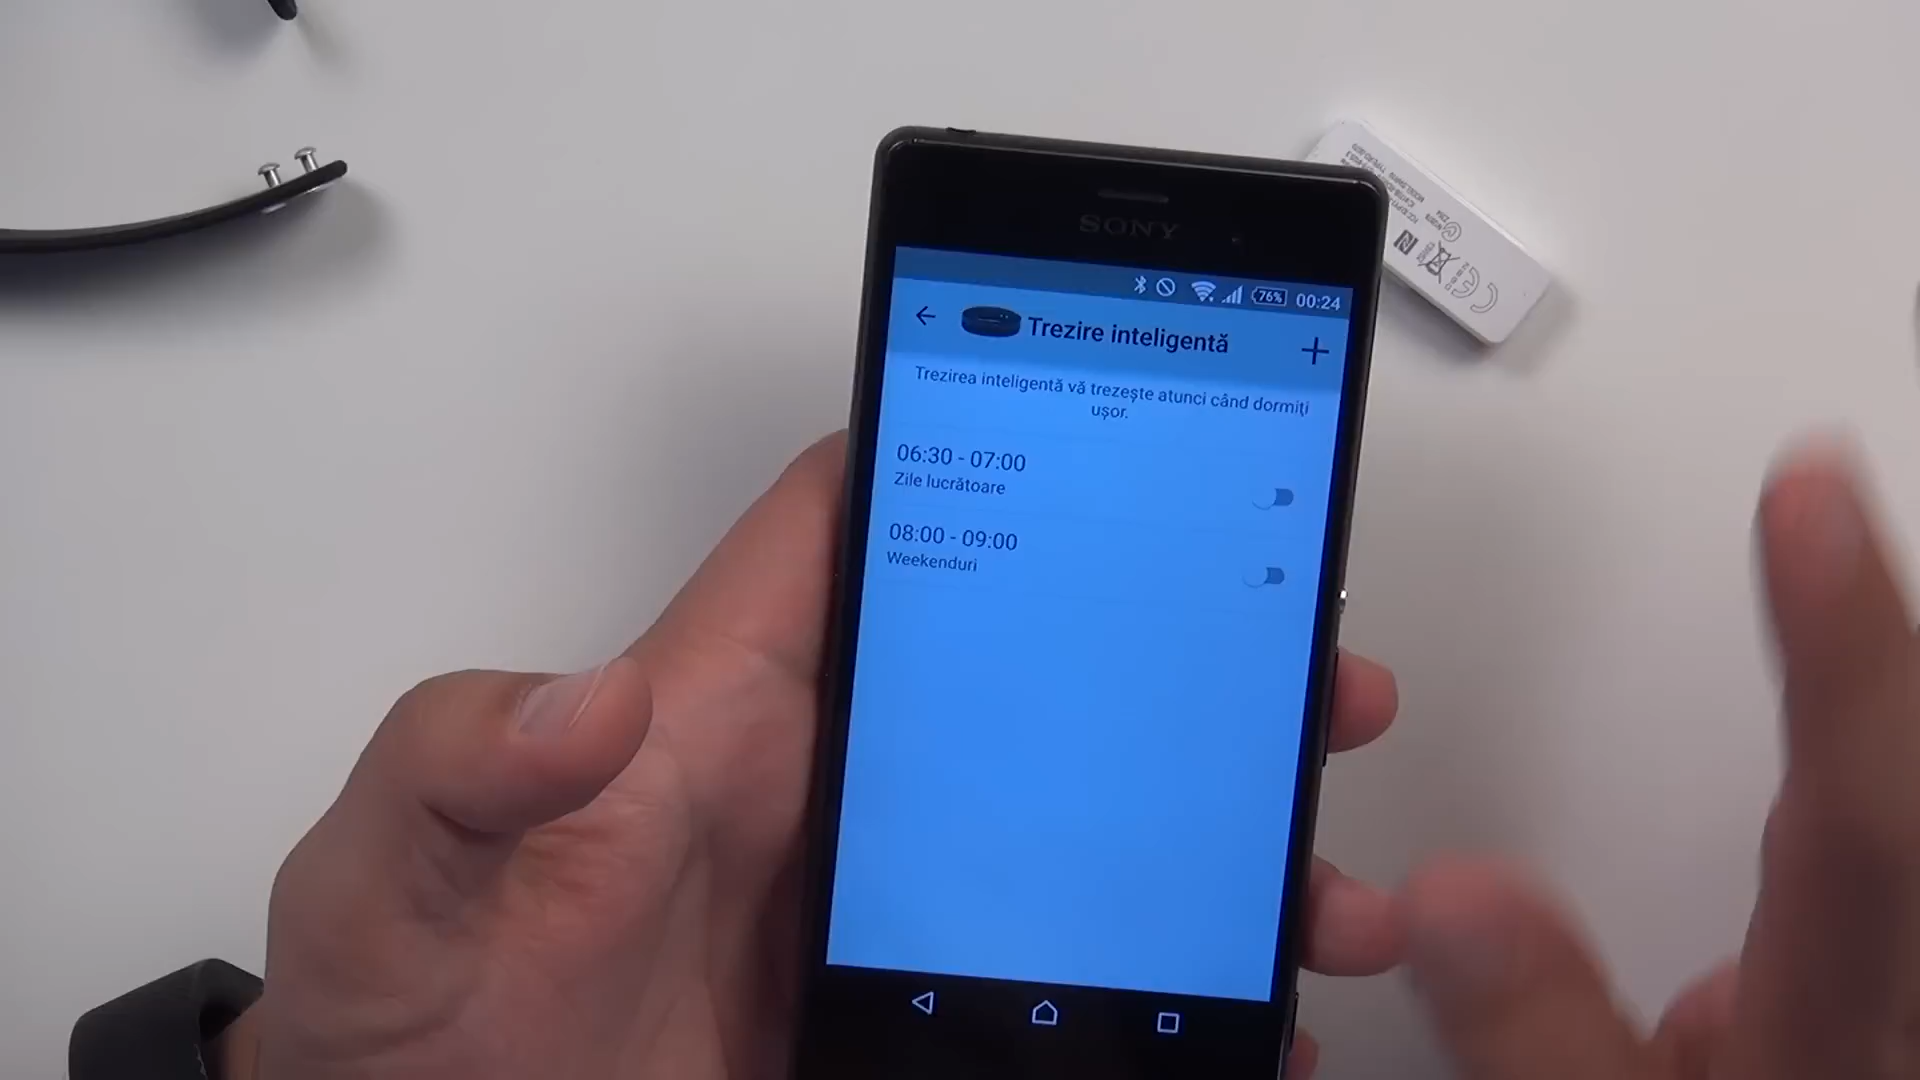 SONY
76% 00:24
Trezire inteligentă
Trezirea inteligentă vă trezește atunci când dormiți
ușor.
06:30 - 07:00
Zile lucrătoare
08:00 - 09:00
Weekenduri